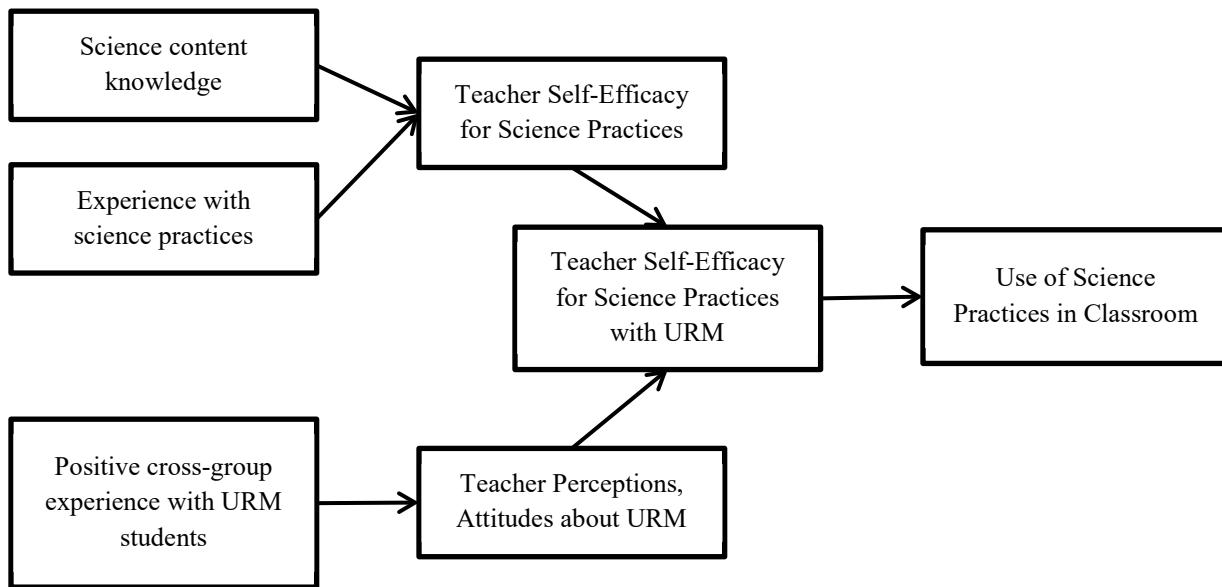 Science content
knowledge
Teacher Self-Efficacy
for Science Practices
Experience with
science practices
Teacher Self-Efficacy
for Science Practices
with URM
Use of Science
Practices in Classroom
Positive cross-group
experience with URM
students
Teacher Perceptions,
Attitudes about URM